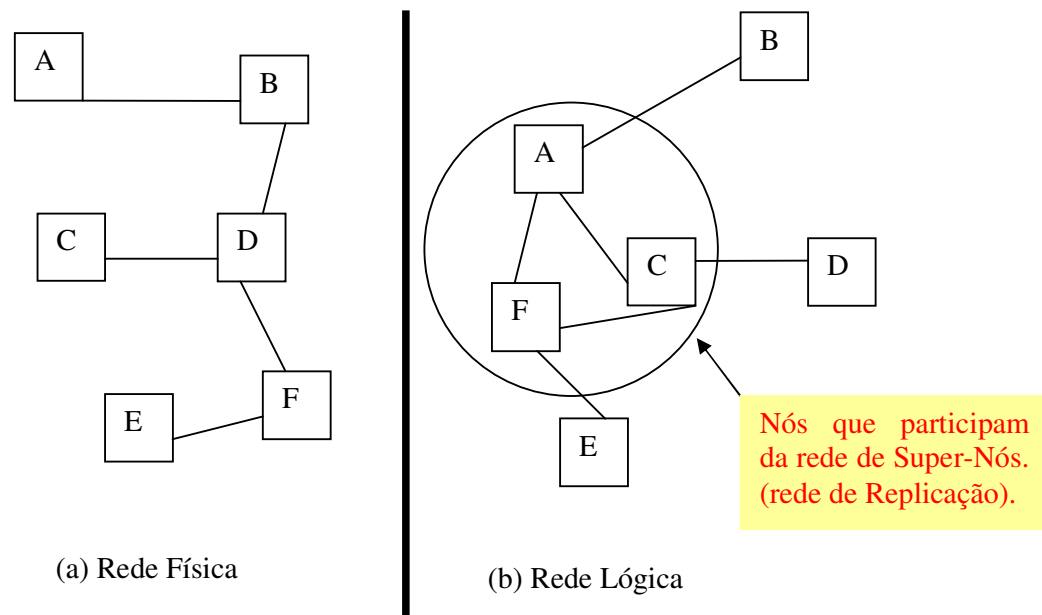 A
B
C
D
E
F
(a) Rede Física
B
A
C
D
F
E
Nós que participam
da rede de Super-Nós.
(rede de Replicação).
(b) Rede Lógica